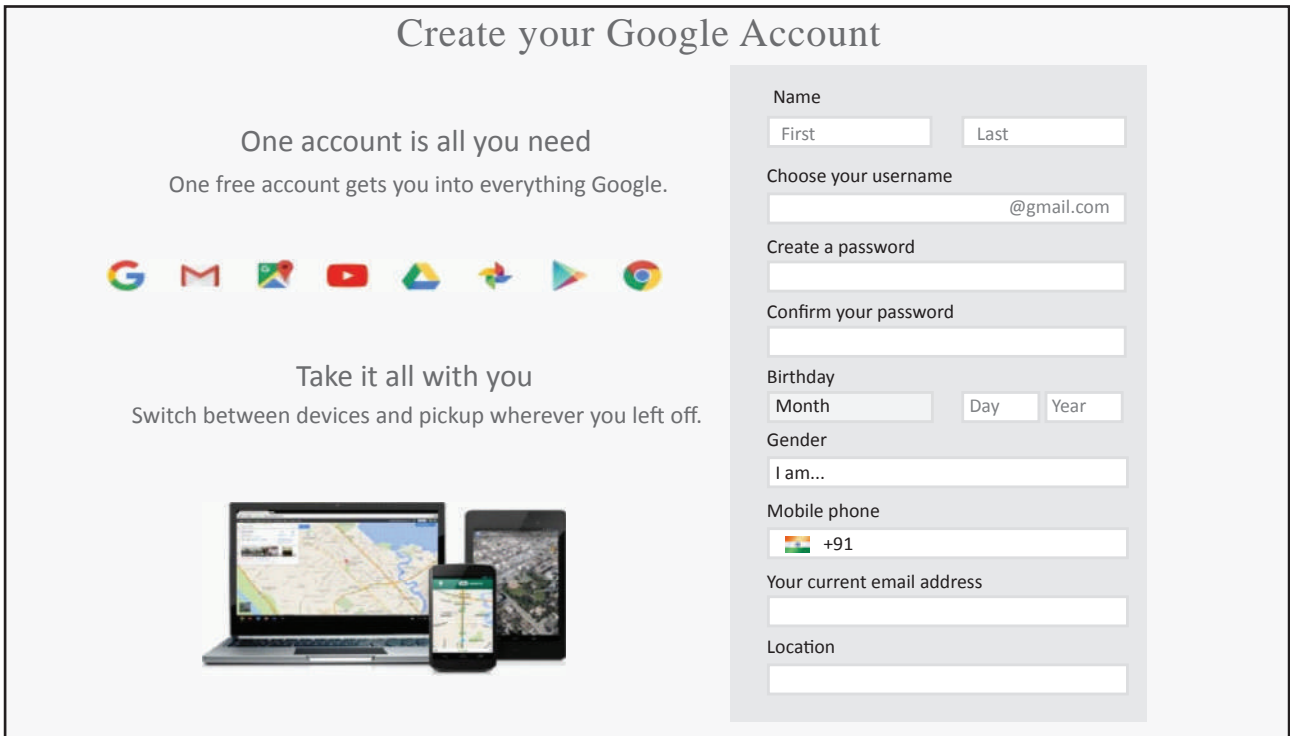 Create your Google Account
One account is all you need
One free account gets you into everything Google.
Take it all with you
Switch between devices and pickup wherever you left off.
Name
First Last
Choose your username
@gmail.com
Create a password
Confirm your password
Birthday
Month Day Year
Gender
I am...
Mobile phone
+91
Your current email address
Location